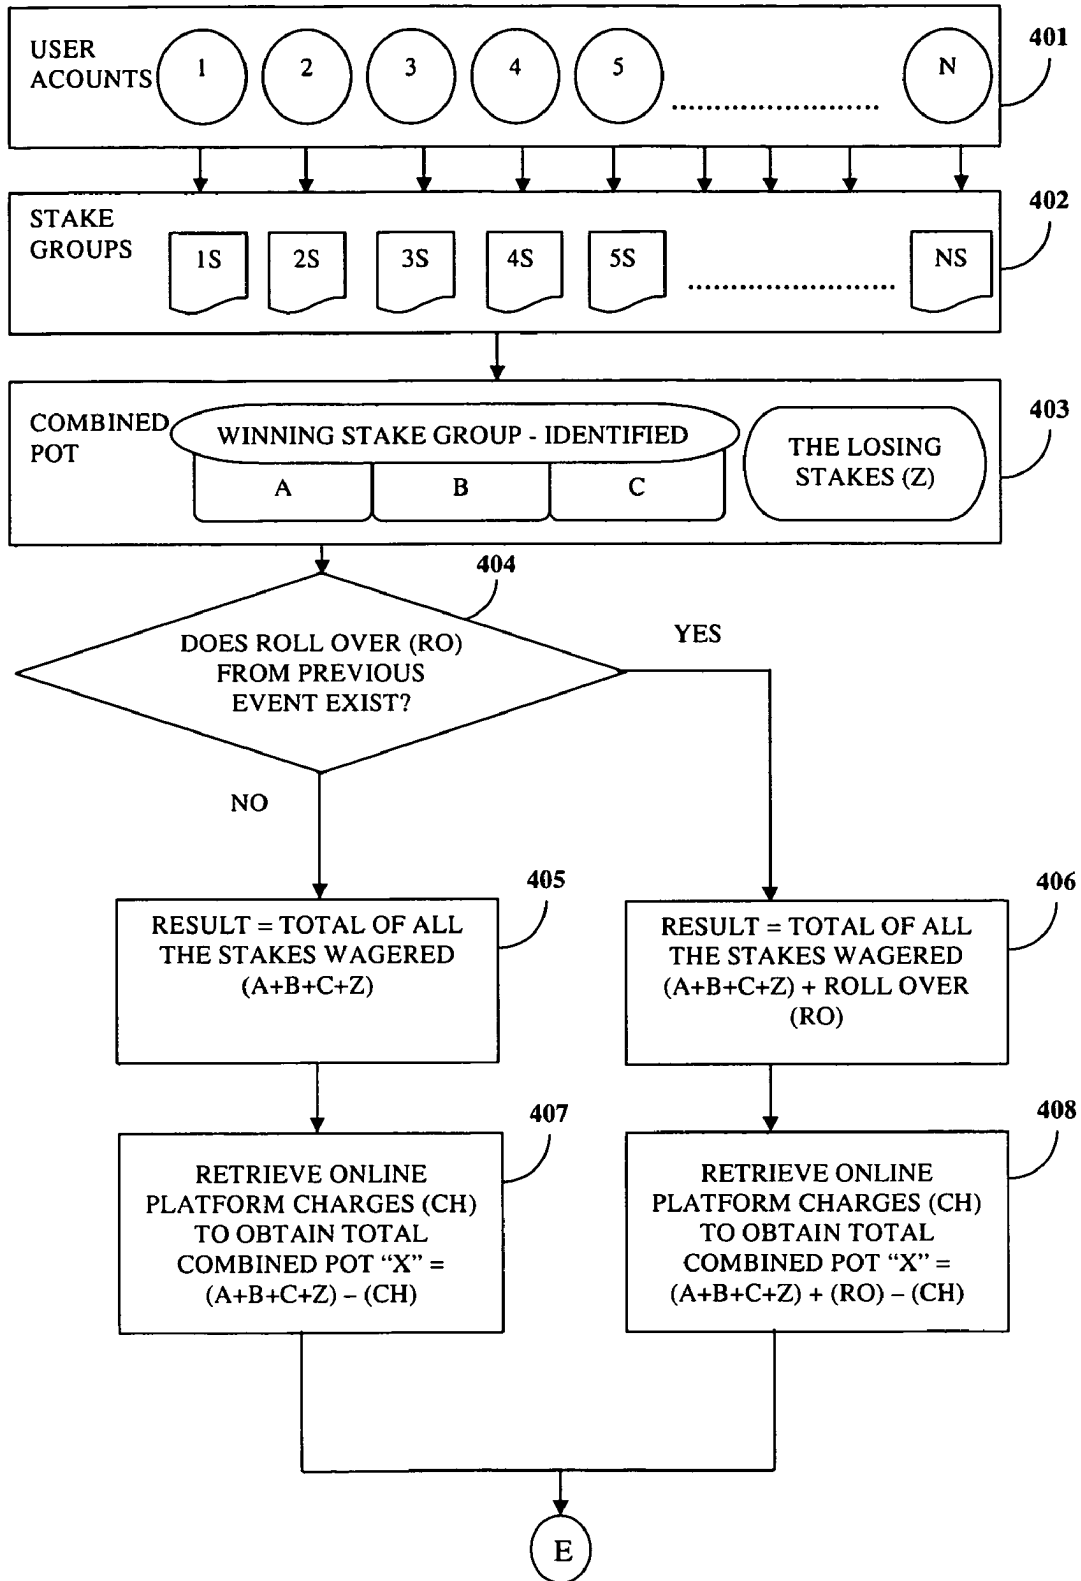 USER
ACOUNTS
1
2
3
4
5
....................
N
401
STAKE
GROUPS
1S
2S
3S
4S
5S
....................
NS
402
COMBINED
POT
WINNING STAKE GROUP - IDENTIFIED
A
B
C
THE LOSING
STAKES (Z)
403
404
DOES ROLL OVER (RO)
FROM PREVIOUS
EVENT EXIST?
YES
NO
405
RESULT = TOTAL OF ALL
THE STAKES WAGERED
(A+B+C+Z)
406
RESULT = TOTAL OF ALL
THE STAKES WAGERED
(A+B+C+Z) + ROLL OVER
(RO)
407
RETRIEVE ONLINE
PLATFORM CHARGES (CH)
TO OBTAIN TOTAL
COMBINED POT “X” =
(A+B+C+Z) – (CH)
408
RETRIEVE ONLINE
PLATFORM CHARGES (CH)
TO OBTAIN TOTAL
COMBINED POT “X” =
(A+B+C+Z) + (RO) – (CH)
E